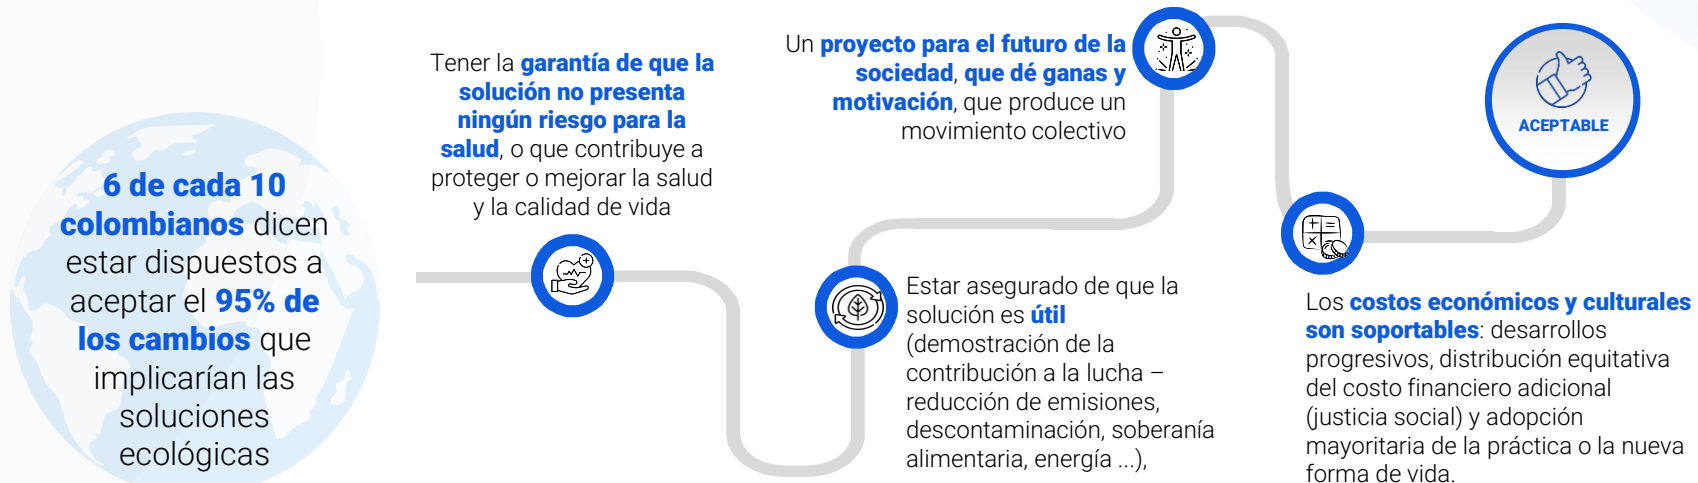 6 de cada 10
colombianos dicen
estar dispuestos a
aceptar el 95% de
los cambios que
implicarían las
soluciones
ecológicas
Tener la garantía de que la
solución no presenta
ningún riesgo para la
salud, o que contribuye a
proteger o mejorar la salud
y la calidad de vida
Estar asegurado de que la
solución es útil
(demostración de la
contribución a la lucha –
reducción de emisiones,
descontaminación, soberanía
alimentaria, energía ...),
Un proyecto para el futuro de la
sociedad, que dé ganas y
motivación, que produce un
movimiento colectivo
Los costos económicos y culturales
son soportables: desarrollos
progresivos, distribución equitativa
del costo financiero adicional
(justicia social) y adopción
mayoritaria de la práctica o la nueva
forma de vida.
ACEPTABLE